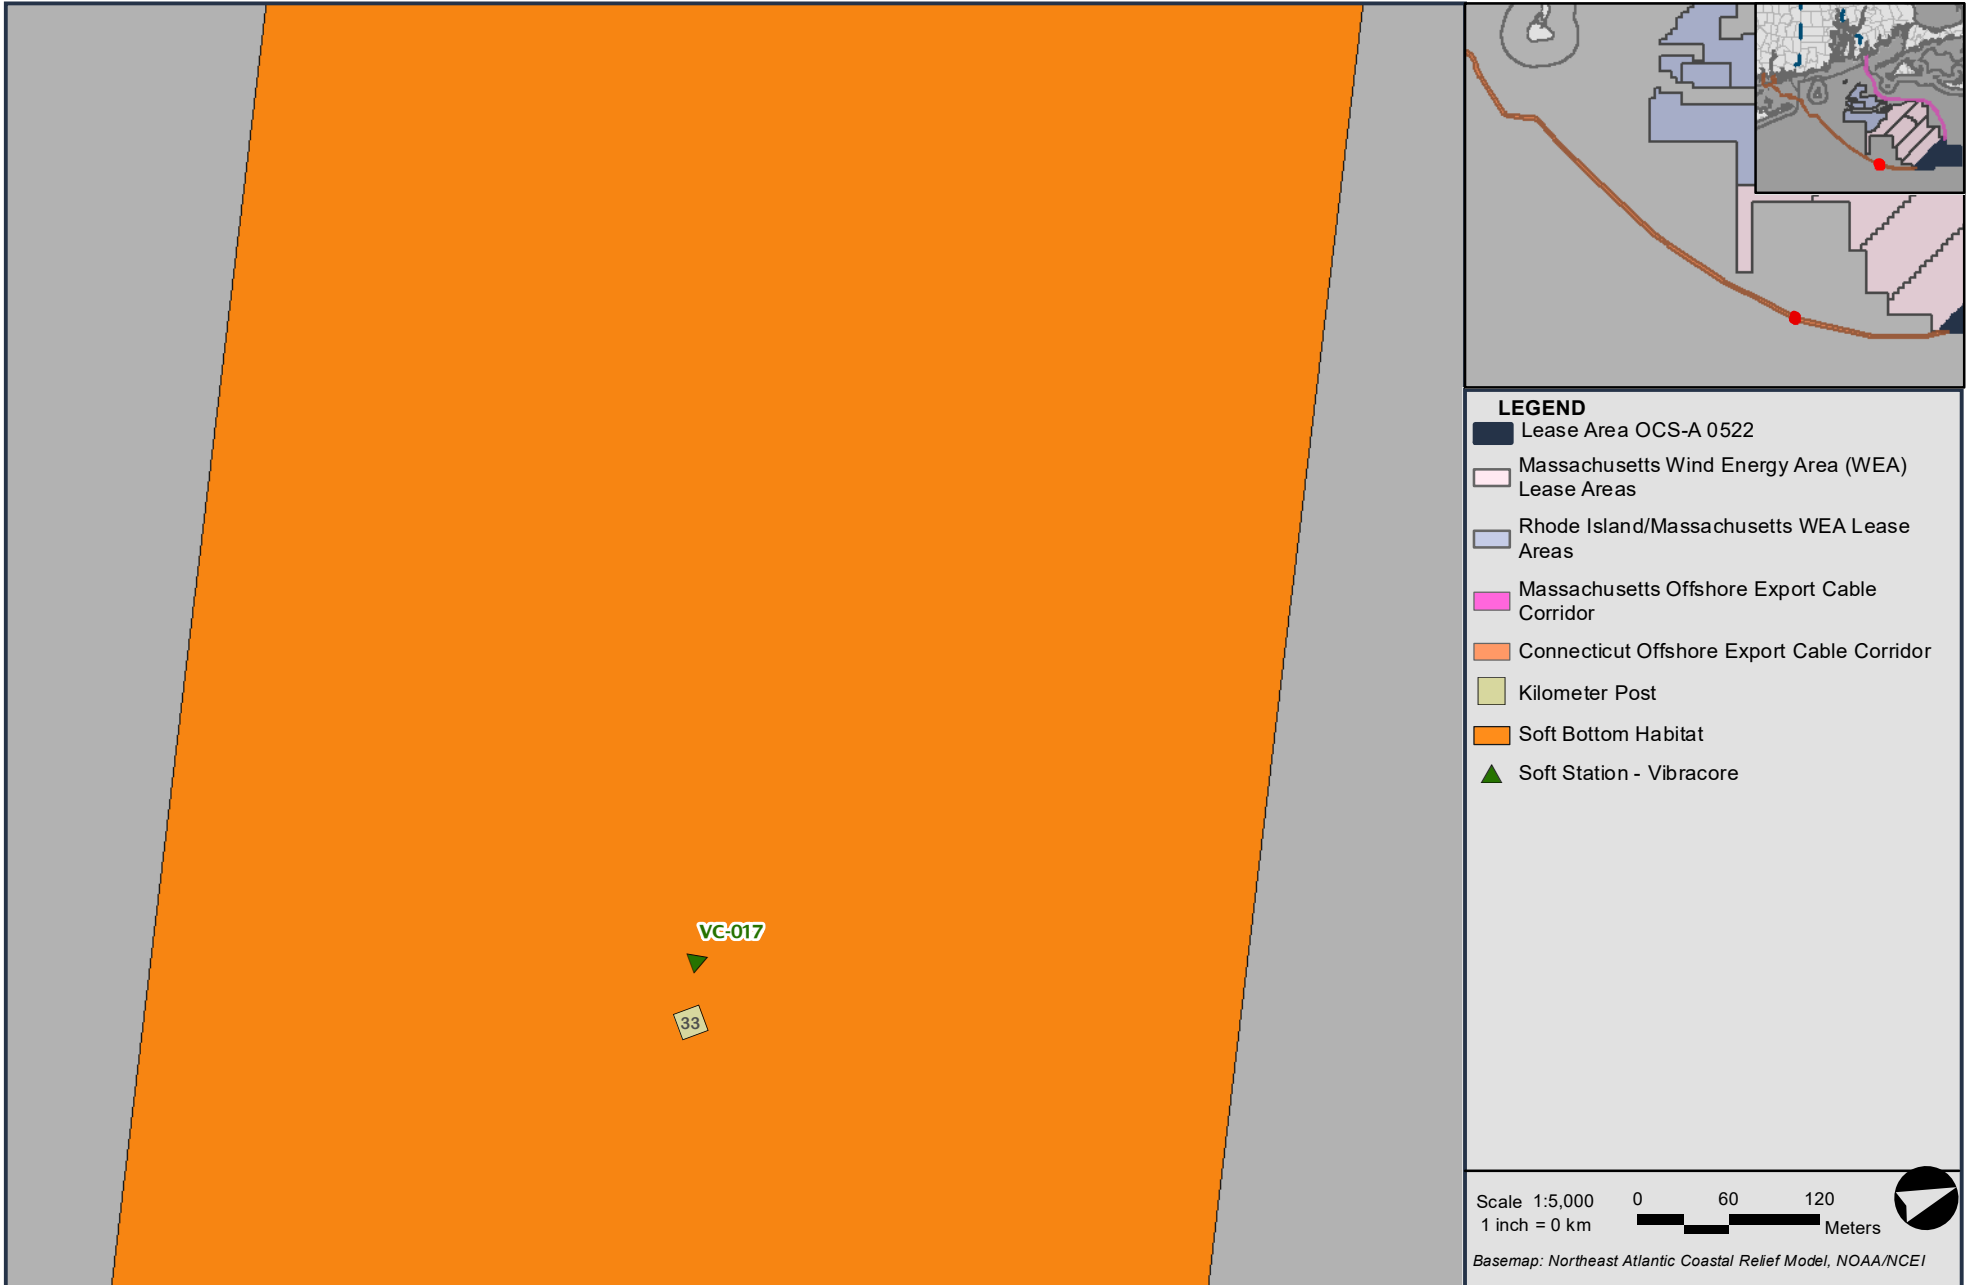 VC-017
33
LEGEND
Lease Area OCS-A 0522
Massachusetts Wind Energy Area (WEA)
Lease Areas
Rhode Island/Massachusetts WEA Lease
Areas
Massachusetts Offshore Export Cable
Corridor
Connecticut Offshore Export Cable Corridor
Kilometer Post
Soft Bottom Habitat
Soft Station - Vibracore
Scale 1:5,000
1 inch = 0 km
0 60 120
Meters
Basemap: Northeast Atlantic Coastal Relief Model, NOAA/NCEI